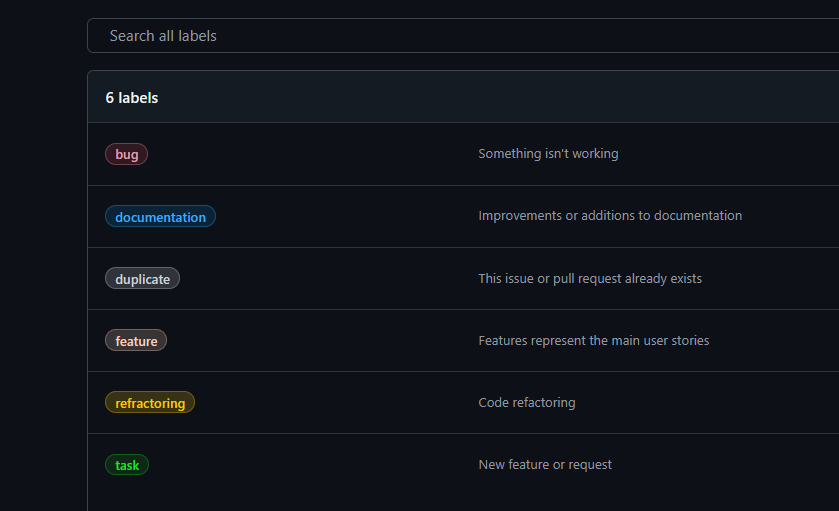 Search all labels
6 labels
bug Something isn't working
documentation Improvements or additions to documentation
duplicate This issue or pull request already exists
feature Features represent the main user stories
refractoring Code refactoring
task New feature or request